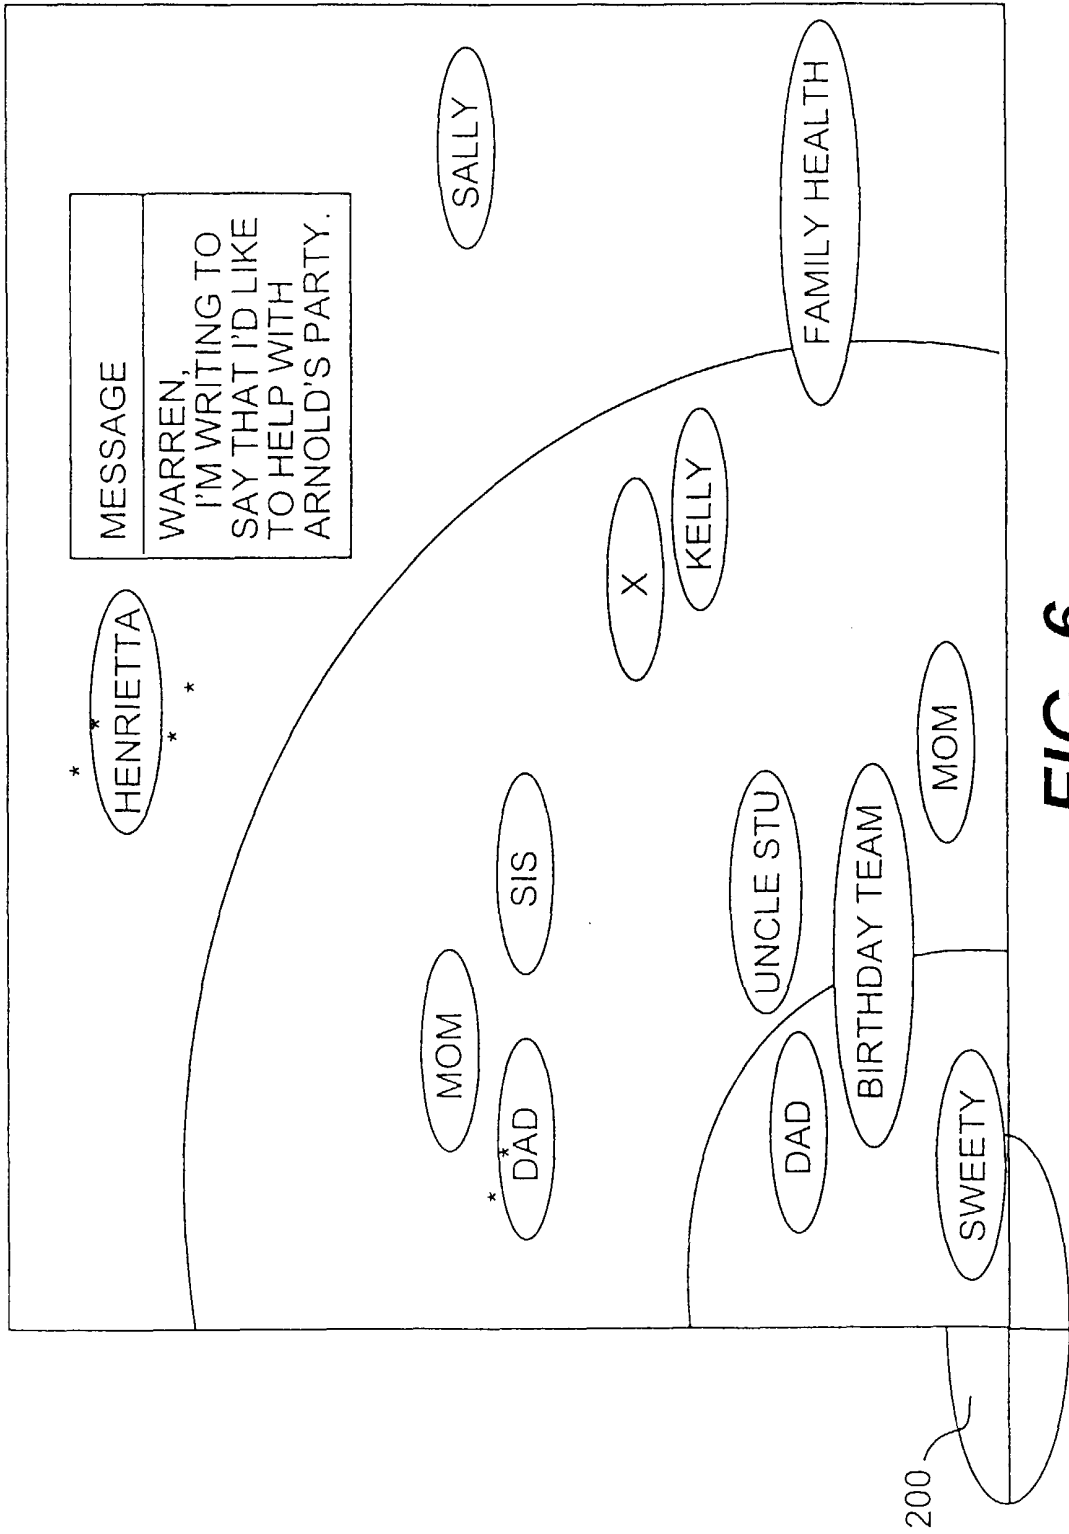 HENRIETTA
MESSAGE
WARREN,
I'M WRITING TO
SAY THAT I'D LIKE
TO HELP WITH
ARNOLD'S PARTY.
MOM
SALLY
DAD
SIS
X
KELLY
UNCLE STU
DAD
FAMILY HEALTH
BIRTHDAY TEAM
200
MOM
SWEETY
FIG. 6